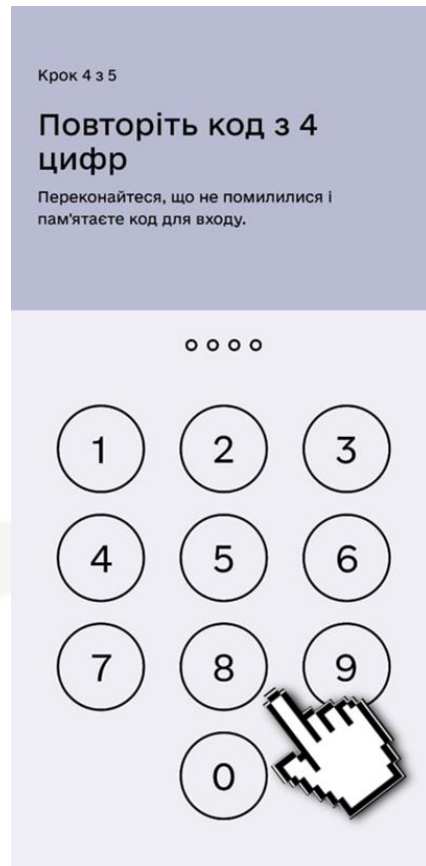 Крок 4 з 5
Повторіть код з 4
цифр
Переконайтеся, що не помилилися і
пам'ятаєте код для входу.
1 2 3
4 5 6
7 8 9
0